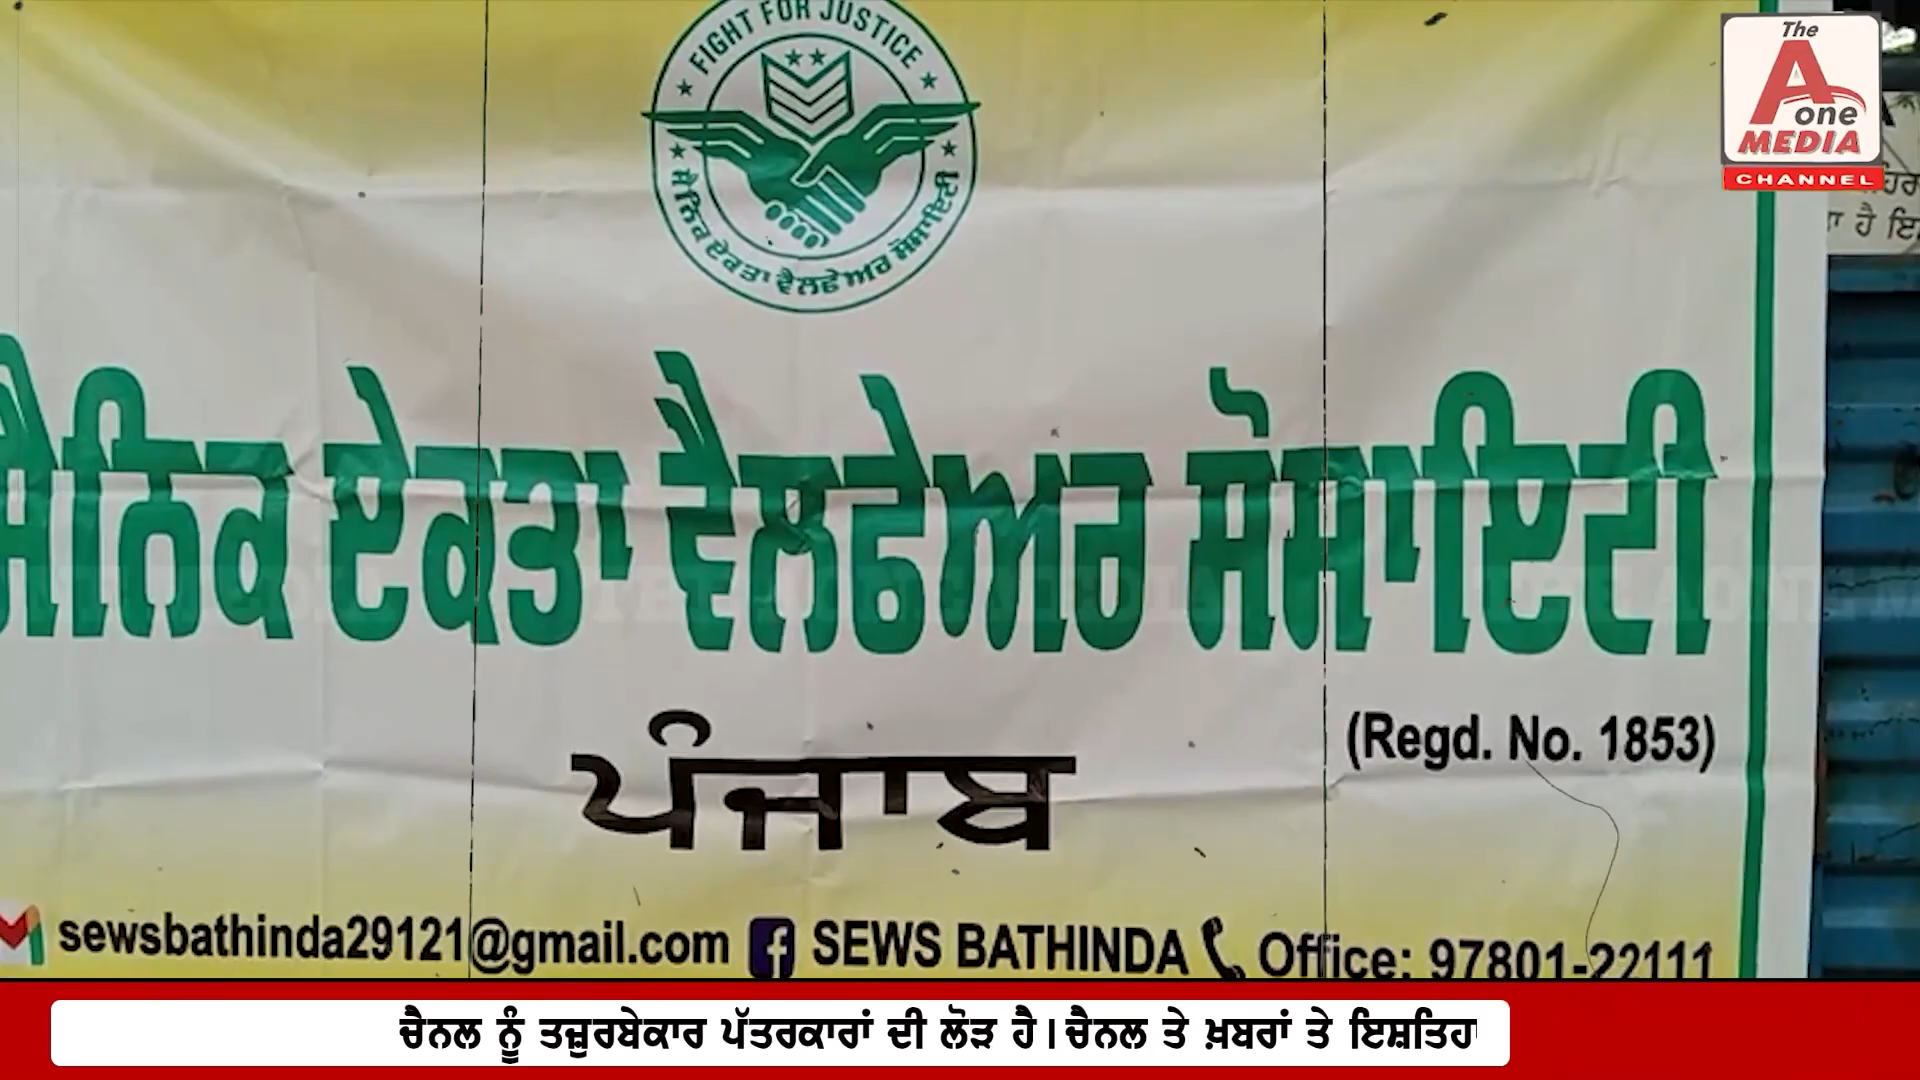 FIGHT FOR JUSTICE
ਸੈਨਿਕ ਏਕਤਾ ਵੈਲਫੇਅਰ ਸੋਸਾਇਟੀ
The
A one
MEDIA
CHANNEL
ਹੈ
ਸੈਨਿਕ ਏਕਤਾ ਵੈਲਫੇਅਰ ਸੋਸਾਇਟੀ
(Regd. No. 1853)
ਪੰਜਾਬ
sewsbathinda29121@gmail.com SEWS BATHINDA Office: 97801-22111
ਚੈਨਲ ਨੂੰ ਤਜ਼ੁਰਬੇਕਾਰ ਪੱਤਰਕਾਰਾਂ ਦੀ ਲੋੜ ਹੈ। ਚੈਨਲ ਤੇ ਖ਼ਬਰਾਂ ਤੇ ਇਸ਼ਤਿਹਾ